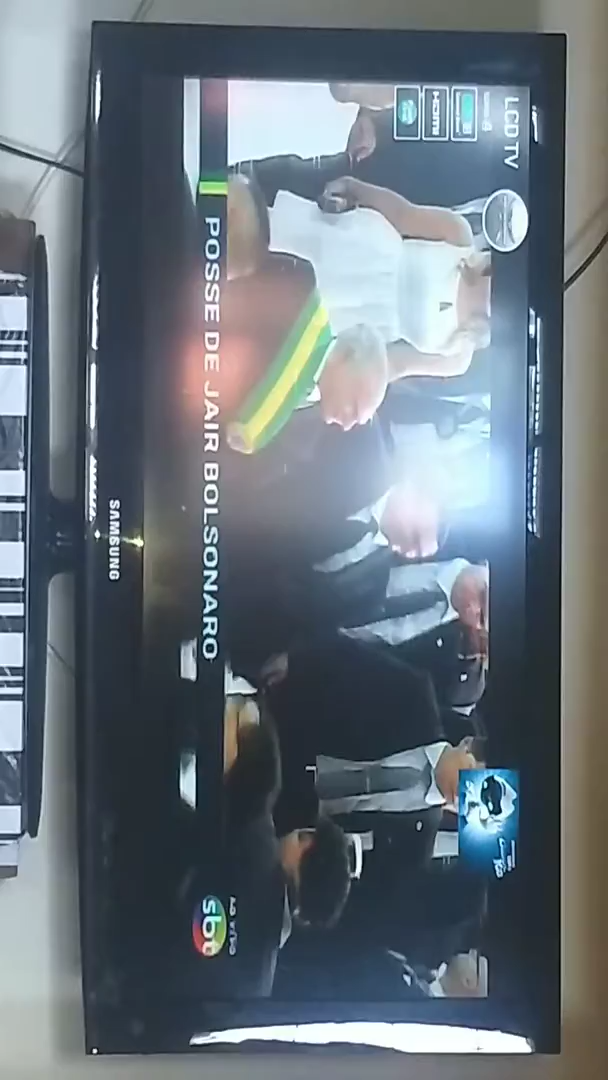 LCD TV
HDMI
POSSE DE JAIR BOLSONARO
AO VIVO
sbt
SAMSUNG